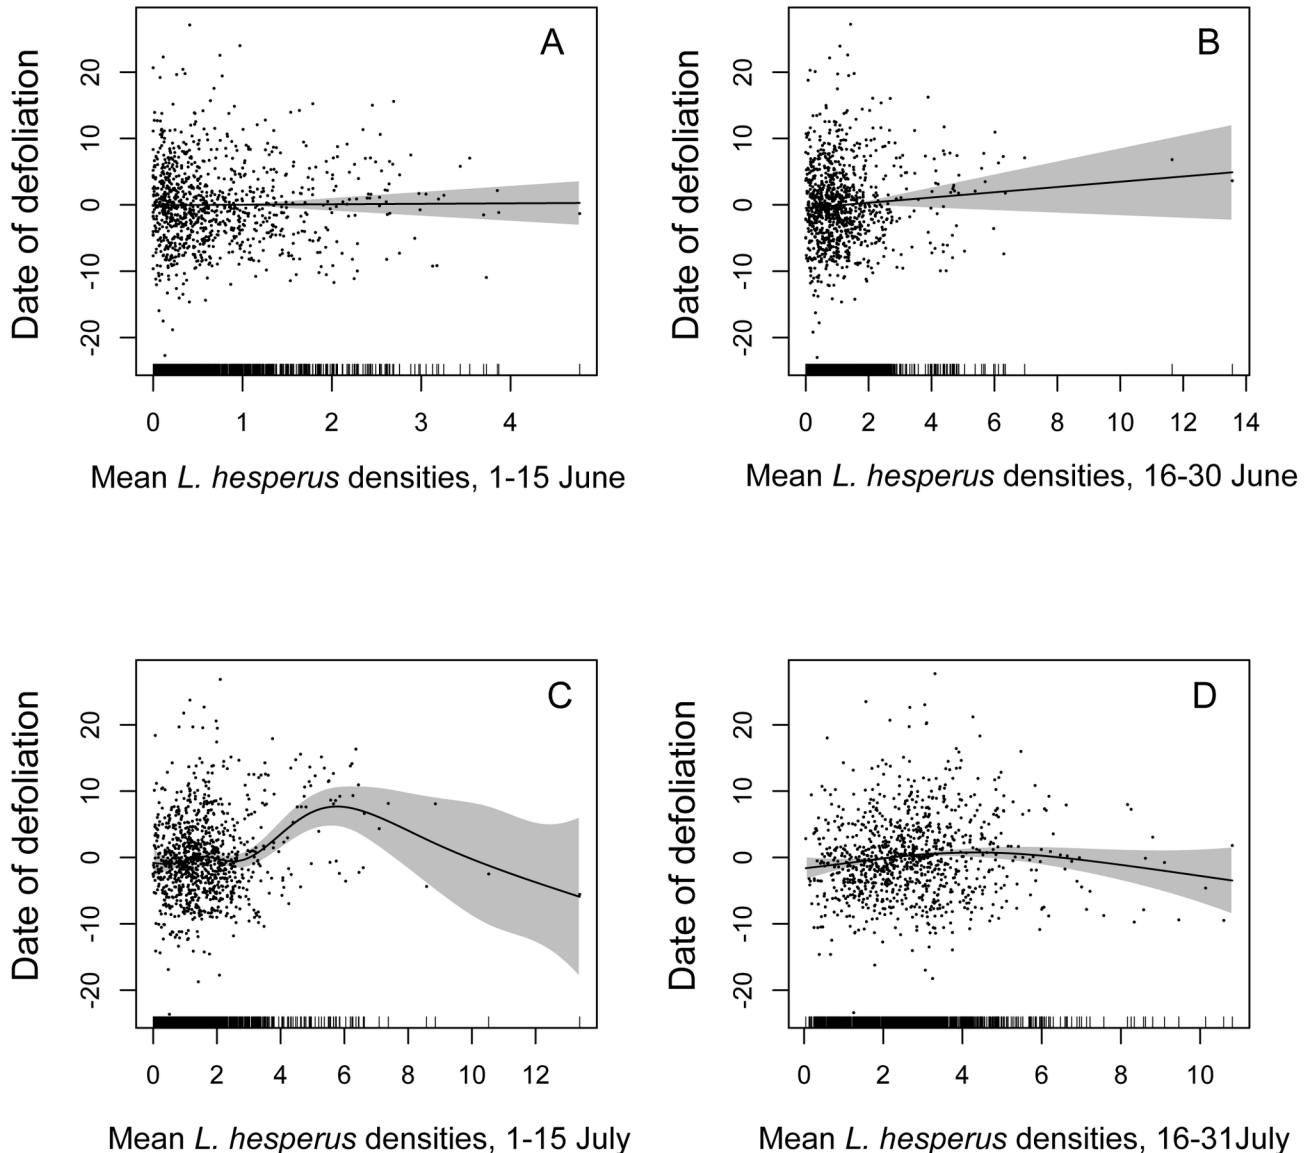 A
Date of defoliation
20
10
0
-10
-20
0 1 2 3 4
Mean L. hesperus densities, 1-15 June
B
Date of defoliation
20
10
0
-10
-20
0 2 4 6 8 10 12 14
Mean L. hesperus densities, 16-30 June
C
Date of defoliation
20
10
0
-10
-20
0 2 4 6 8 10 12
Mean L. hesperus densities, 1-15 July
D
Date of defoliation
20
10
0
-10
-20
0 2 4 6 8 10
Mean L. hesperus densities, 16-31July